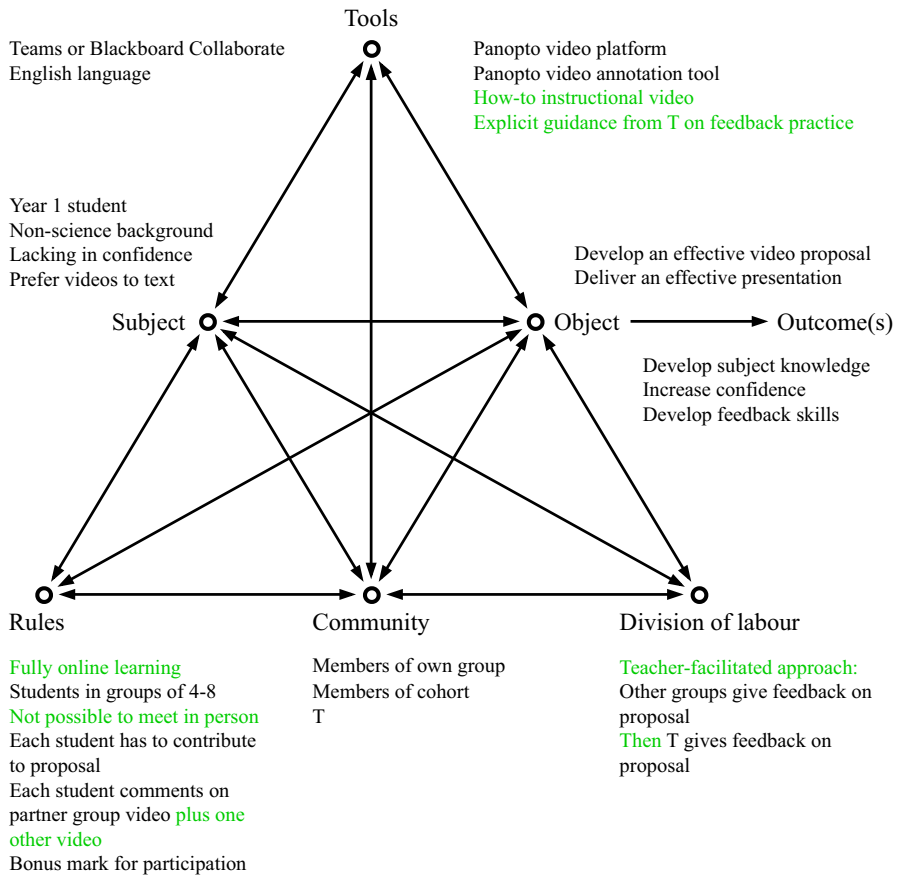 Tools
Teams or Blackboard Collaborate
English language
Panopto video platform
Panopto video annotation tool
How-to instructional video
Explicit guidance from T on feedback practice
Year 1 student
Non-science background
Lacking in confidence
Prefer videos to text
Develop an effective video proposal
Deliver an effective presentation
Subject
Object
Outcome(s)
Develop subject knowledge
Increase confidence
Develop feedback skills
Rules
Fully online learning
Students in groups of 4-8
Not possible to meet in person
Each student has to contribute
to proposal
Each student comments on
partner group video plus one
other video
Bonus mark for participation
Community
Members of own group
Members of cohort
T
Division of labour
Teacher-facilitated approach:
Other groups give feedback on
proposal
Then T gives feedback on
proposal